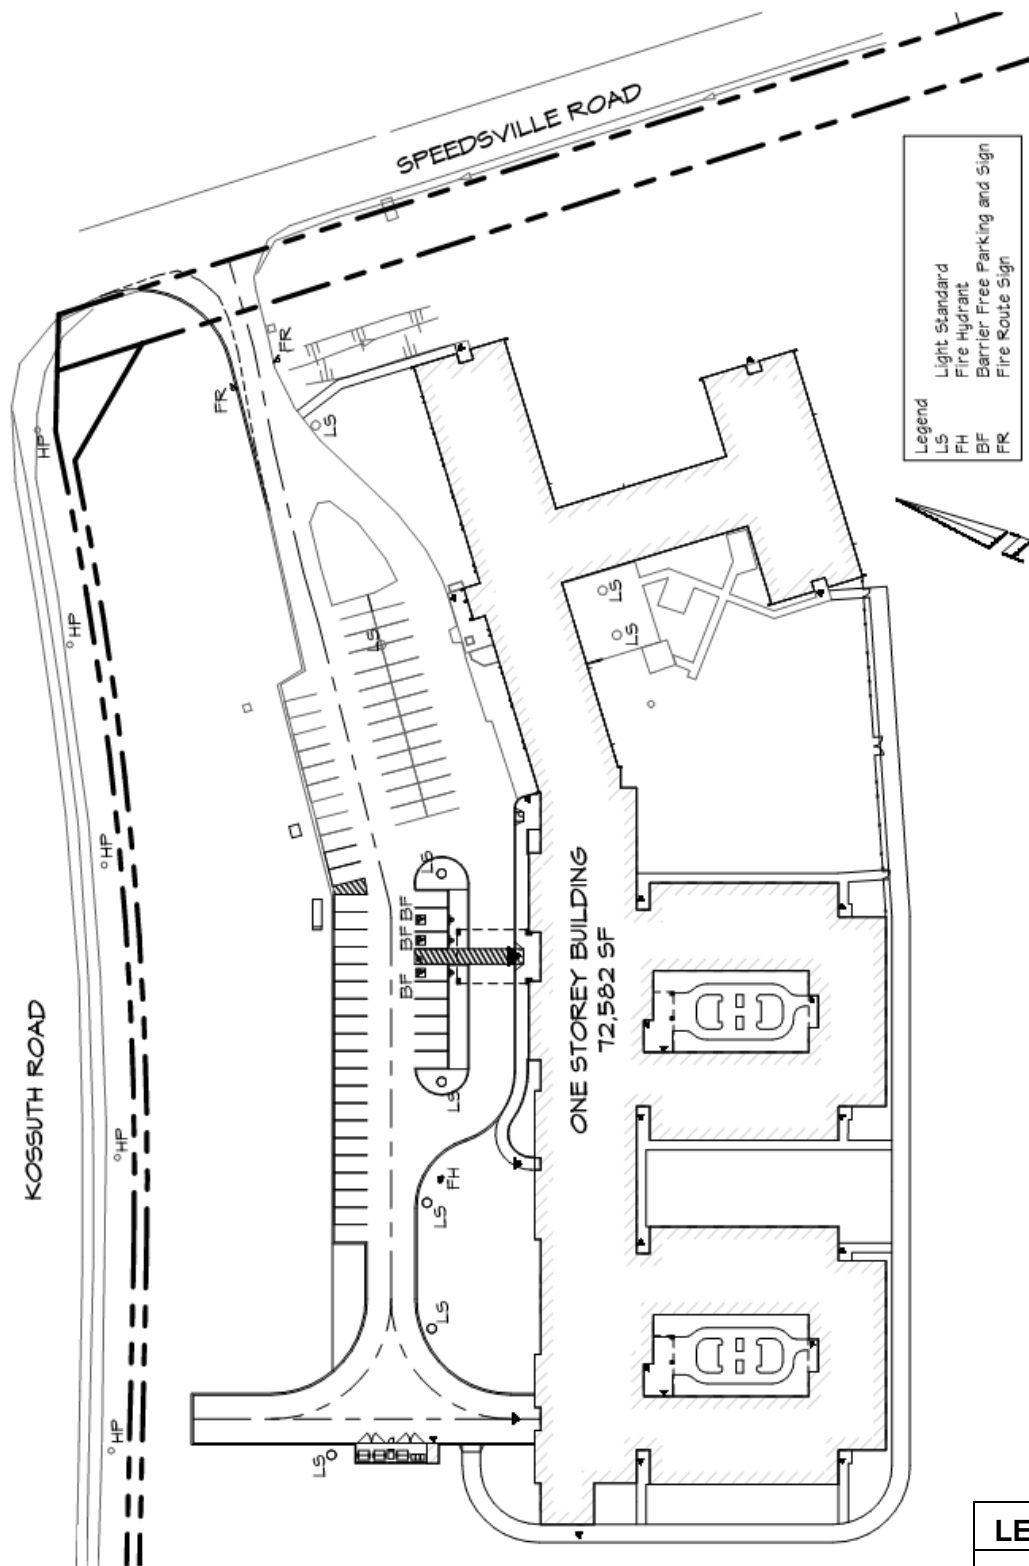 SPEEDSVILLE ROAD
Legend
LS Light Standard
FH Fire Hydrant
BF Barrier Free Parking and Sign
FR Fire Route Sign
FR
FR
LS
HP
HP
LS
LS
LS
HP
LS
BF
BF
BF
ONE STOREY BUILDING
72,582 SF
KOSSUTH ROAD
LS
HP
FH
LS
LS
HP
LS
LE